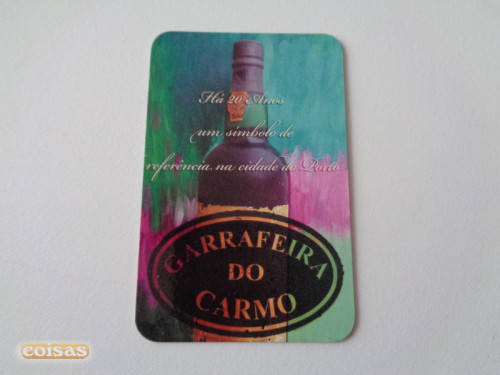 Há 20 Anos
um símbolo de
referência na cidade do Porto
GARRAFEIRA
DO
CARMO
coisas